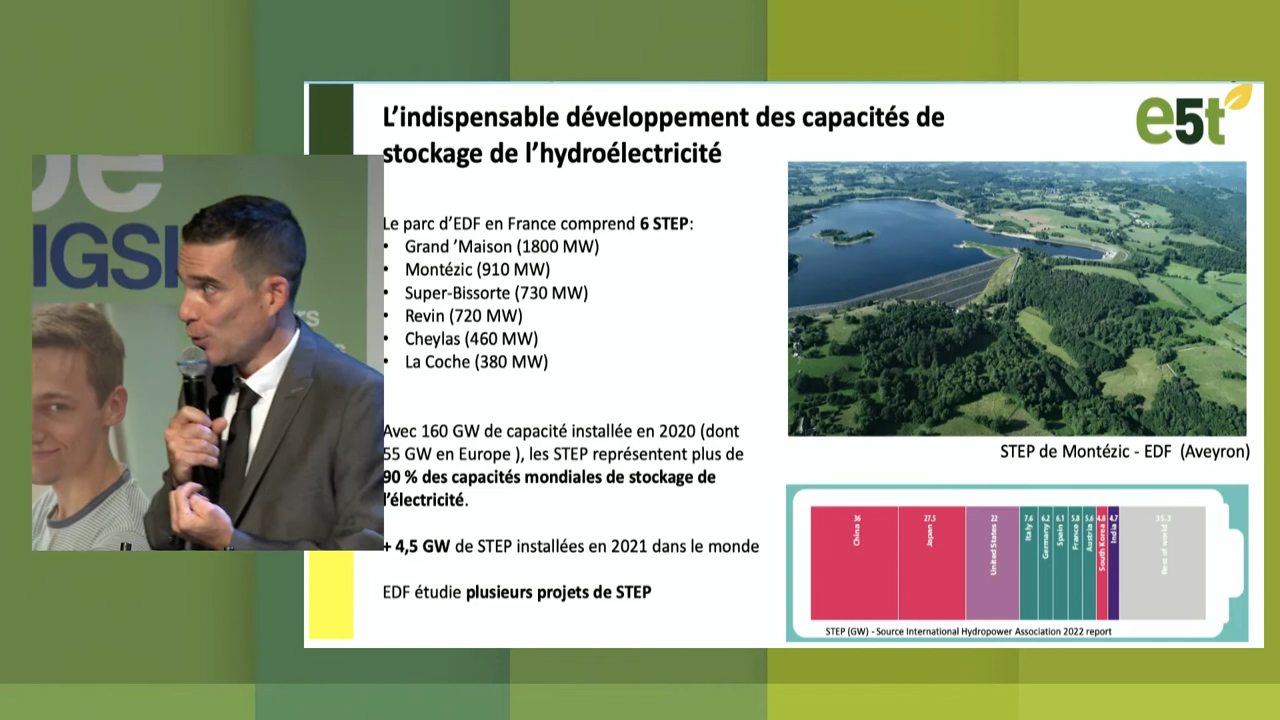 L'indispensable développement des capacités de
stockage de l'hydroélectricité
e5t
Le parc d'EDF en France comprend 6 STEP:
• Grand 'Maison (1800 MW)
• Montézic (910 MW)
• Super-Bissorte (730 MW)
• Revin (720 MW)
• Cheylas (460 MW)
• La Coche (380 MW)
Avec 160 GW de capacité installée en 2020 (dont
55 GW en Europe ), les STEP représentent plus de
90 % des capacités mondiales de stockage de
l'électricité.
+ 4,5 GW de STEP installées en 2021 dans le monde
EDF étudie plusieurs projets de STEP
STEP de Montézic - EDF (Aveyron)
36 China
27.5 Japan
22 United States
7.6 Italy
6.2 Germany
6.1 Spain
5.8 France
5.6 Austria
4.8 South Korea
4.7 India
35.3 Rest of world
STEP (GW) - Source International Hydropower Association 2022 report
IGSI